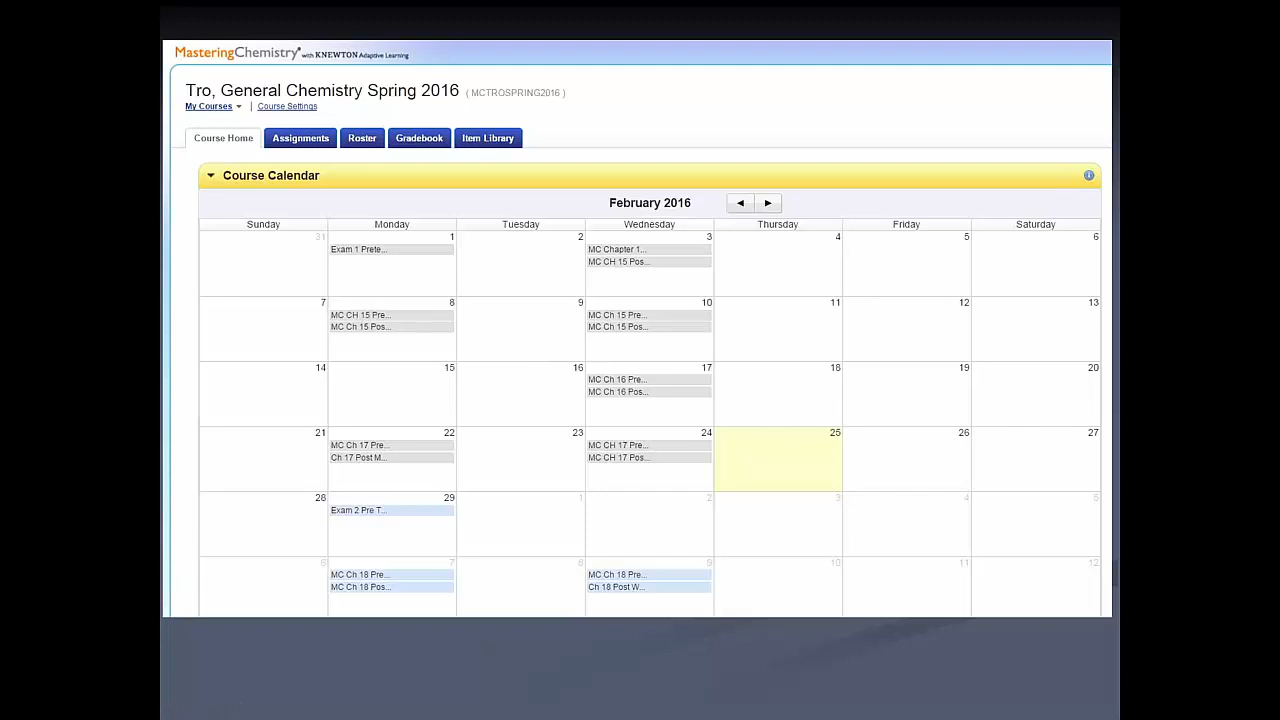 MasteringChemistry® with KNEWTON Adaptive Learning
Tro, General Chemistry Spring 2016 ( MCTROSPRING2016 )
My Courses | Course Settings
Course Home Assignments Roster Gradebook Item Library
Course Calendar
February 2016
Sunday Monday Tuesday Wednesday Thursday Friday Saturday
31 1 2 3 4 5 6
Exam 1 Prete... MC Chapter 1...
MC CH 15 Pos...
7 8 9 10 11 12 13
MC CH 15 Pre... MC Ch 15 Pre...
MC Ch 15 Pos... MC Ch 15 Pos...
14 15 16 17 18 19 20
MC Ch 16 Pre...
MC Ch 16 Pos...
21 22 23 24 25 26 27
MC Ch 17 Pre... MC CH 17 Pre...
Ch 17 Post M... MC CH 17 Pos...
28 29 1 2 3 4 5
Exam 2 Pre T...
6 7 8 9 10 11 12
MC Ch 18 Pre... MC Ch 18 Pre...
MC Ch 18 Pos... Ch 18 Post W...